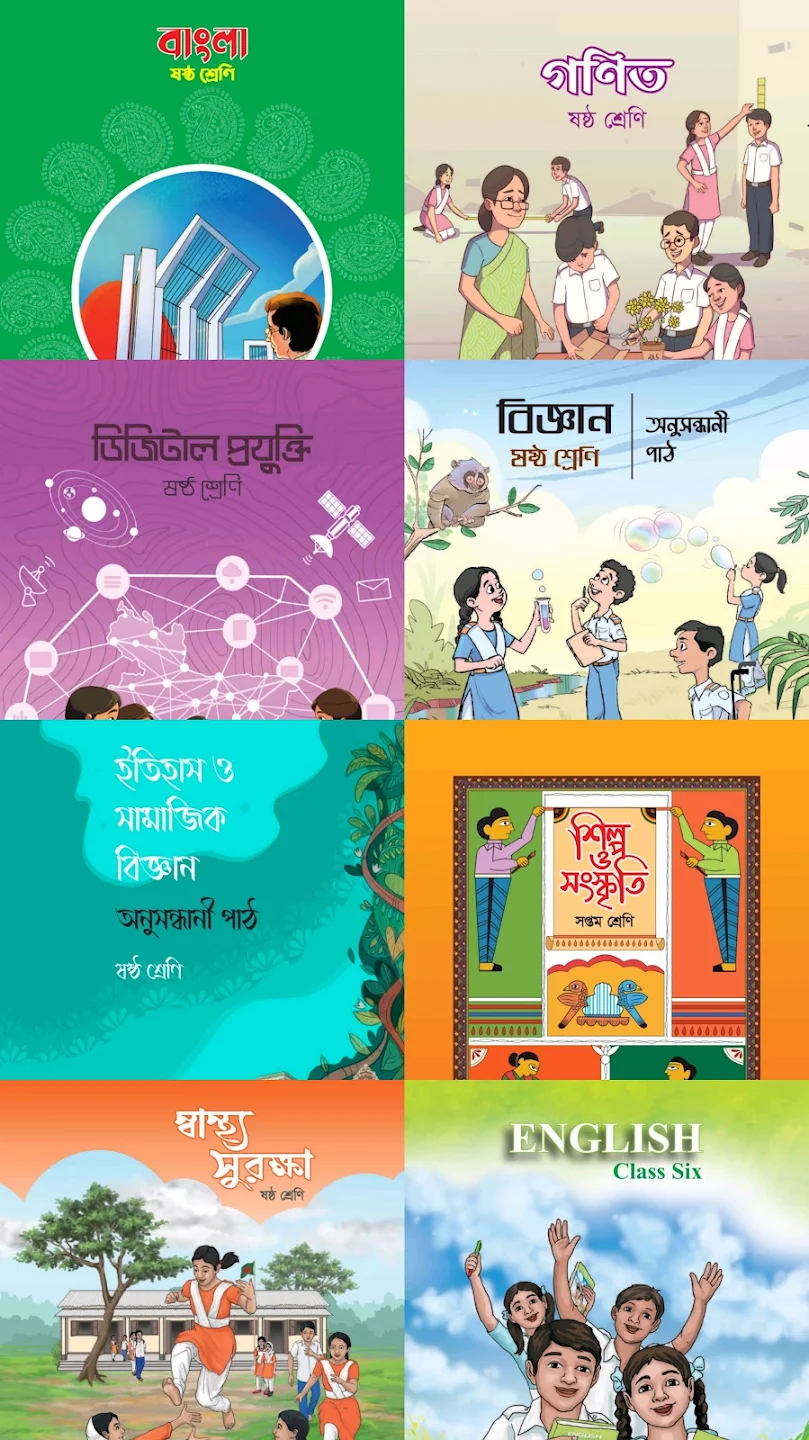 বাংলা
ষষ্ঠ শ্রেণি
গণিত
ষষ্ঠ শ্রেণি
ডিজিটাল প্রযুক্তি
ষষ্ঠ শ্রেণি
বিজ্ঞান
ষষ্ঠ শ্রেণি
অনুসন্ধানী
পাঠ
ইতিহাস ও
সামাজিক
বিজ্ঞান
অনুসন্ধানী পাঠ
ষষ্ঠ শ্রেণি
শিল্প
ও
সংস্কৃতি
সপ্তম শ্রেণি
স্বাস্থ্য
সুরক্ষা
ষষ্ঠ শ্রেণি
ENGLISH
Class Six
ENGLISH